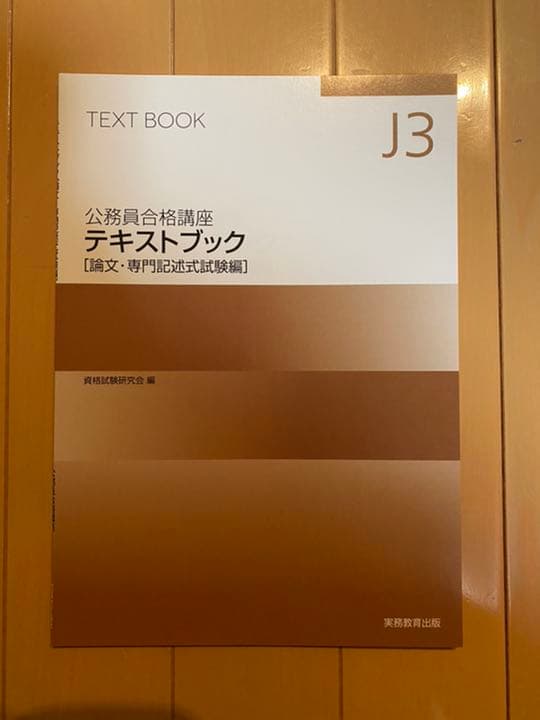 TEXT BOOK
J3
公務員合格講座
テキストブック
[論文・専門記述式試験編]
資格試験研究会 編
実務教育出版